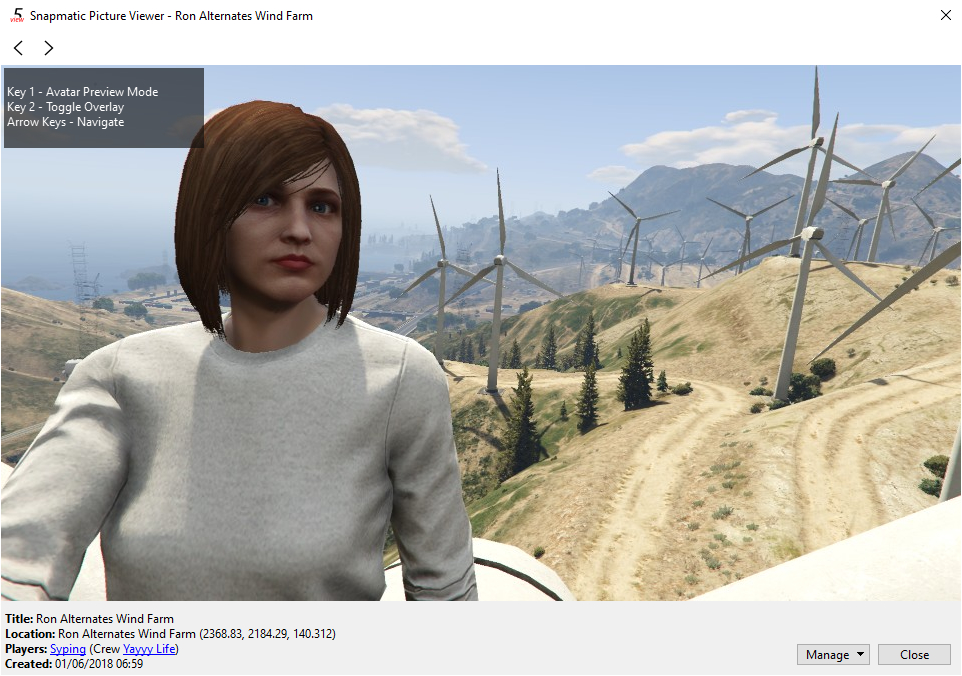 5
view
Snapmatic Picture Viewer - Ron Alternates Wind Farm
Key 1 - Avatar Preview Mode
Key 2 - Toggle Overlay
Arrow Keys - Navigate
Title: Ron Alternates Wind Farm
Location: Ron Alternates Wind Farm (2368.83, 2184.29, 140.312)
Players: Syping (Crew Yayyy Life)
Created: 01/06/2018 06:59
Manage
Close